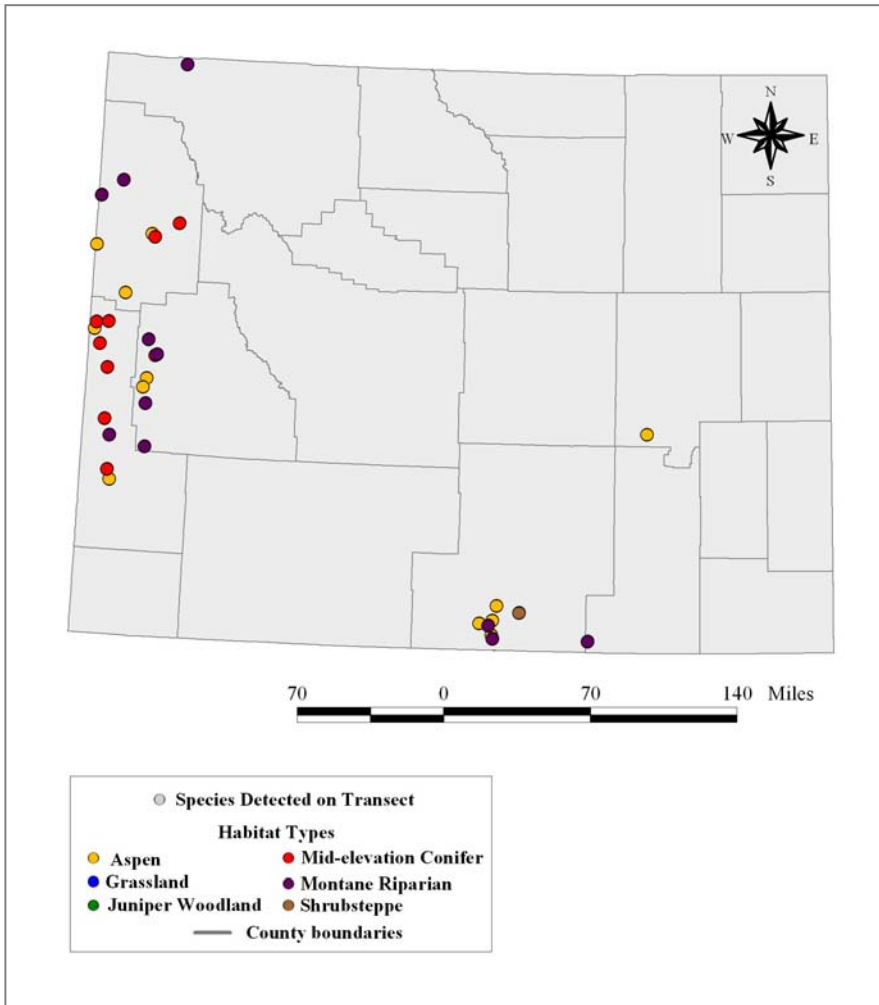 N
W E
S
70 0 70 140 Miles
Species Detected on Transect
Habitat Types
Aspen Mid-elevation Conifer
Grassland Montane Riparian
Juniper Woodland Shrubsteppe
County boundaries